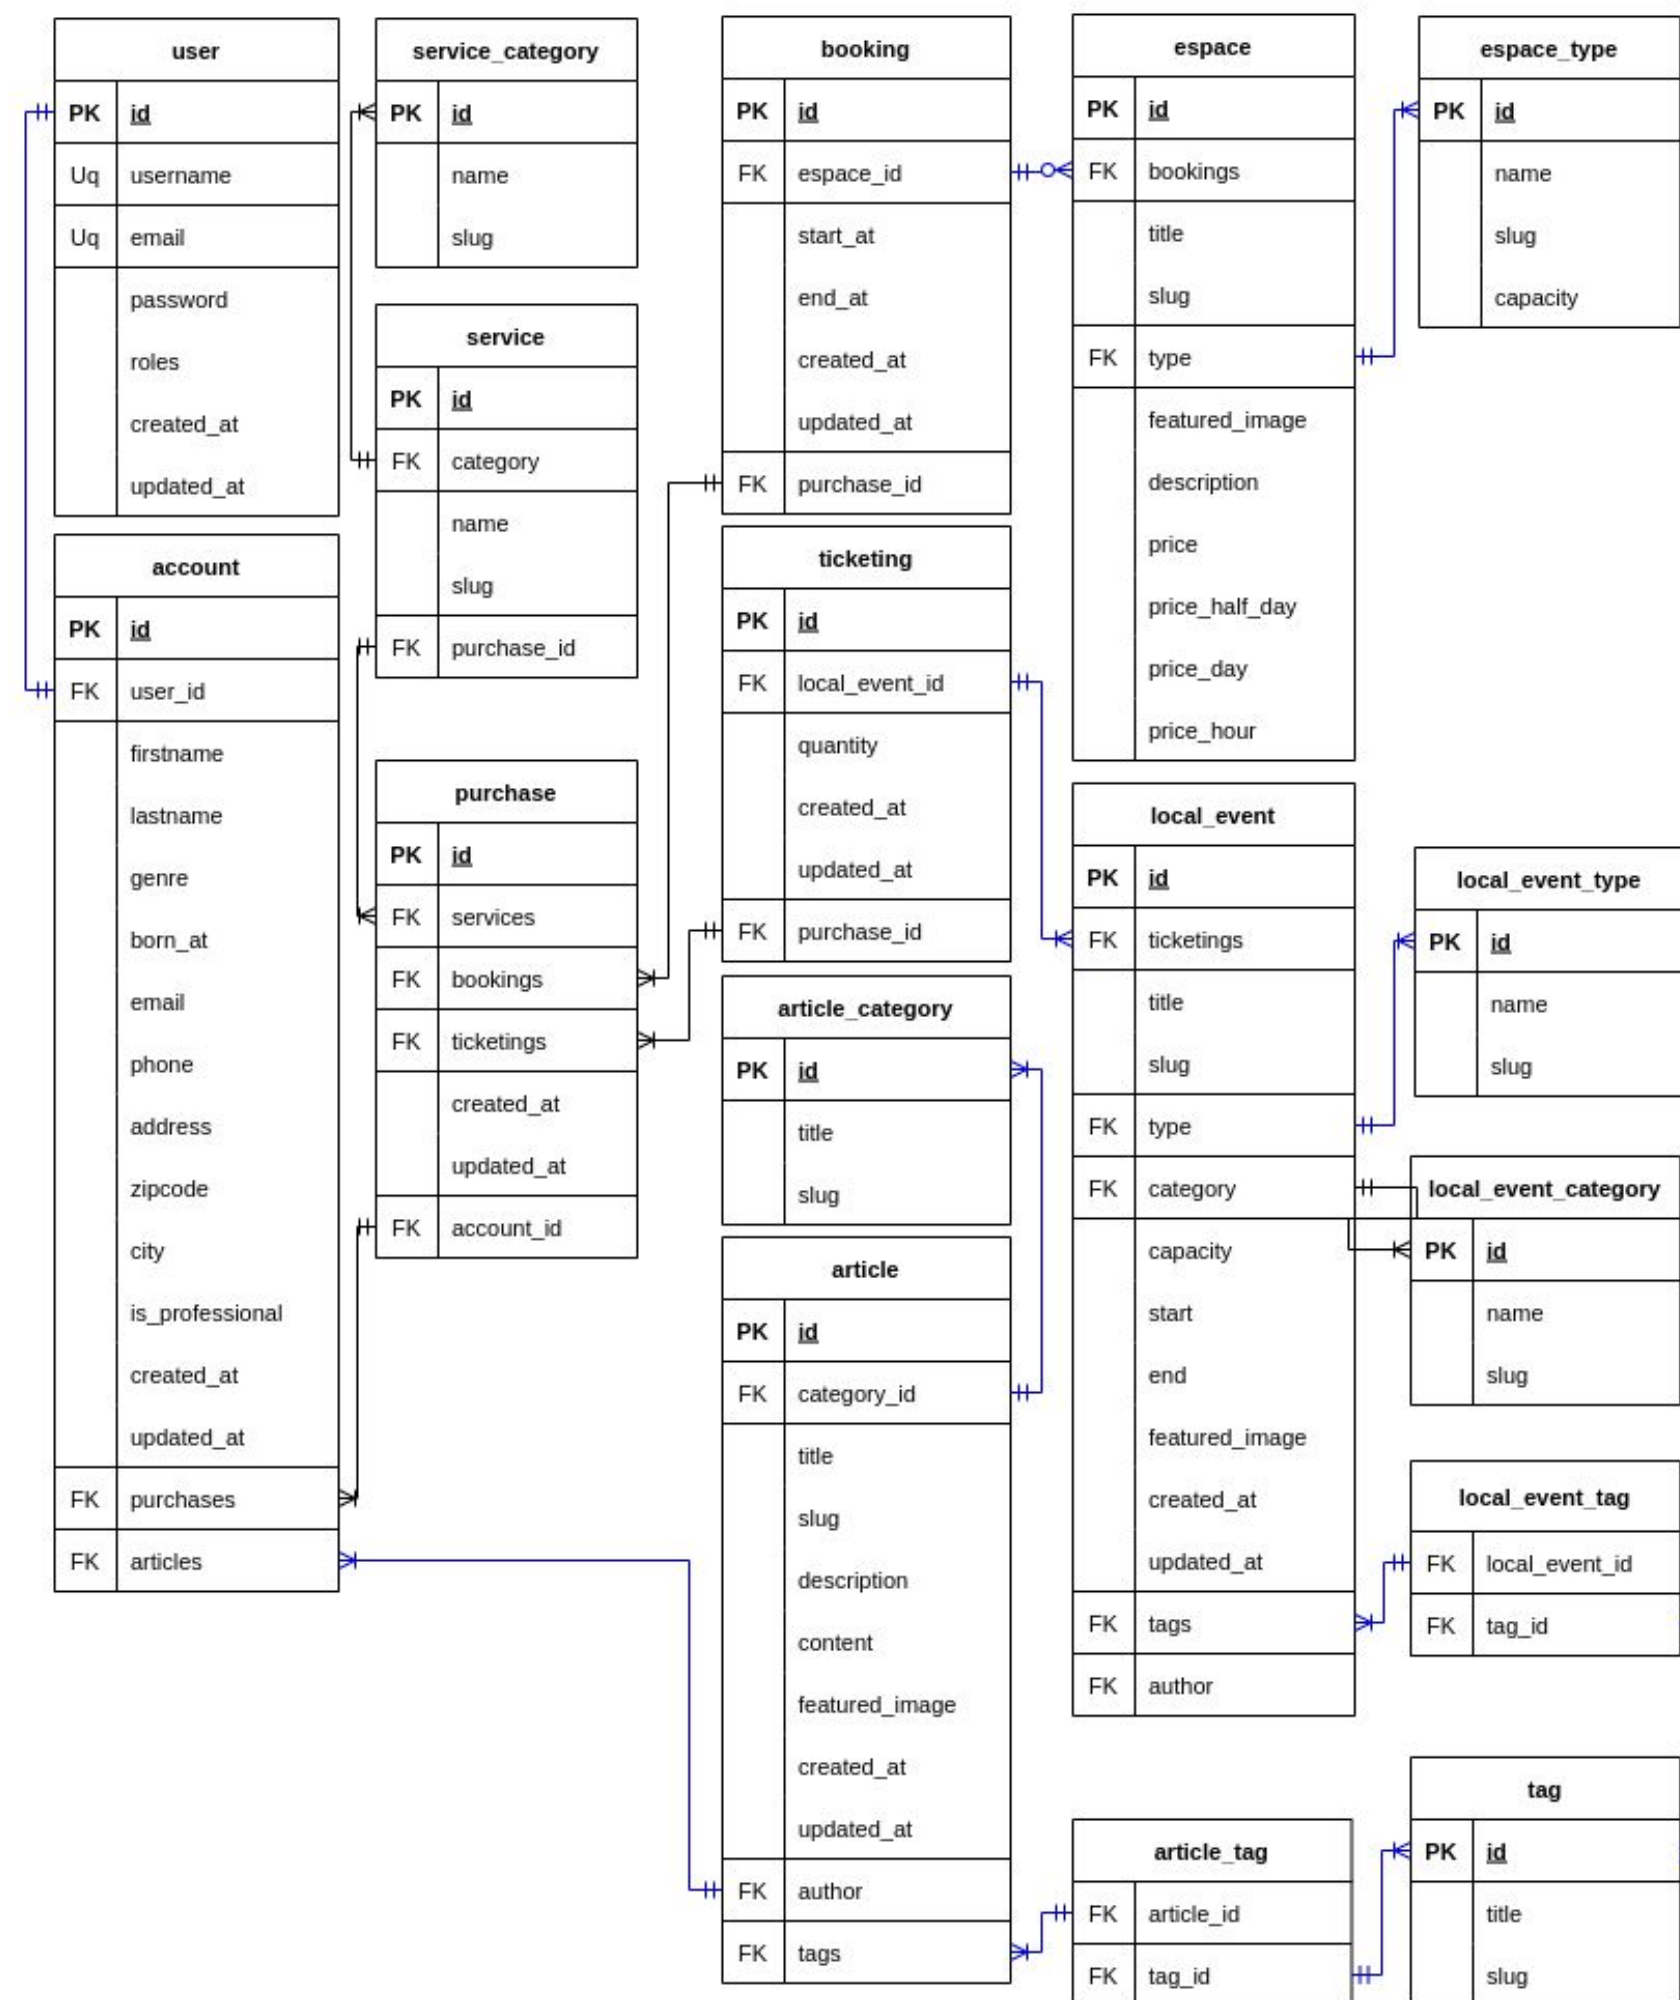 user
PK id
Uq username
Uq email
password
roles
created_at
updated_at
account
PK id
FK user_id
firstname
lastname
genre
born_at
email
phone
address
zipcode
city
is_professional
created_at
updated_at
FK purchases
FK articles
service_category
PK id
name
slug
service
PK id
FK category
name
slug
FK purchase_id
purchase
PK id
FK services
FK bookings
FK ticketings
created_at
updated_at
FK account_id
booking
PK id
FK espace_id
start_at
end_at
created_at
updated_at
FK purchase_id
ticketing
PK id
FK local_event_id
quantity
created_at
updated_at
FK purchase_id
article_category
PK id
title
slug
article
PK id
FK category_id
title
slug
description
content
featured_image
created_at
updated_at
FK author
FK tags
espace
PK id
FK bookings
title
slug
FK type
featured_image
description
price
price_half_day
price_day
price_hour
local_event
PK id
FK ticketings
title
slug
FK type
FK category
capacity
start
end
featured_image
created_at
updated_at
FK tags
FK author
article_tag
FK article_id
FK tag_id
espace_type
PK id
name
slug
capacity
local_event_type
PK id
name
slug
local_event_category
PK id
name
slug
local_event_tag
FK local_event_id
FK tag_id
tag
PK id
title
slug